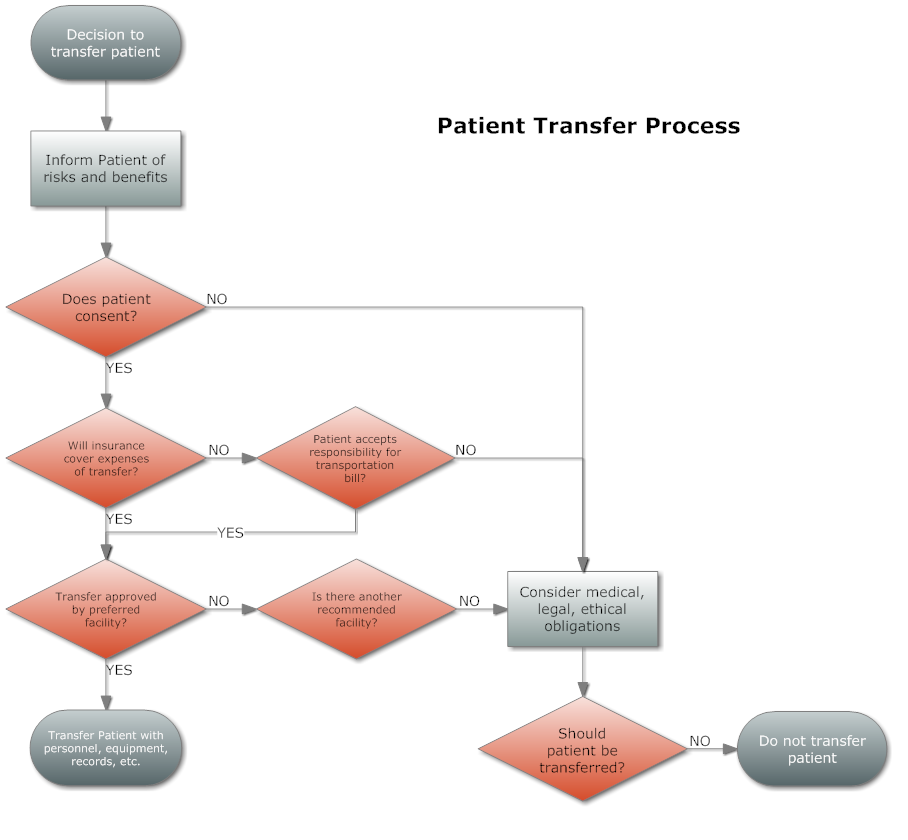 Decision to
transfer patient
Patient Transfer Process
Inform Patient of
risks and benefits
Does patient
consent?
NO
YES
Will insurance
cover expenses
of transfer?
NO
Patient accepts
responsibility for
transportation
bill?
NO
YES
YES
Transfer approved
by preferred
facility?
NO
Is there another
recommended
facility?
NO
Consider medical,
legal, ethical
obligations
YES
Transfer Patient with
personnel, equipment,
records, etc.
Should
patient be
transferred?
NO
Do not transfer
patient